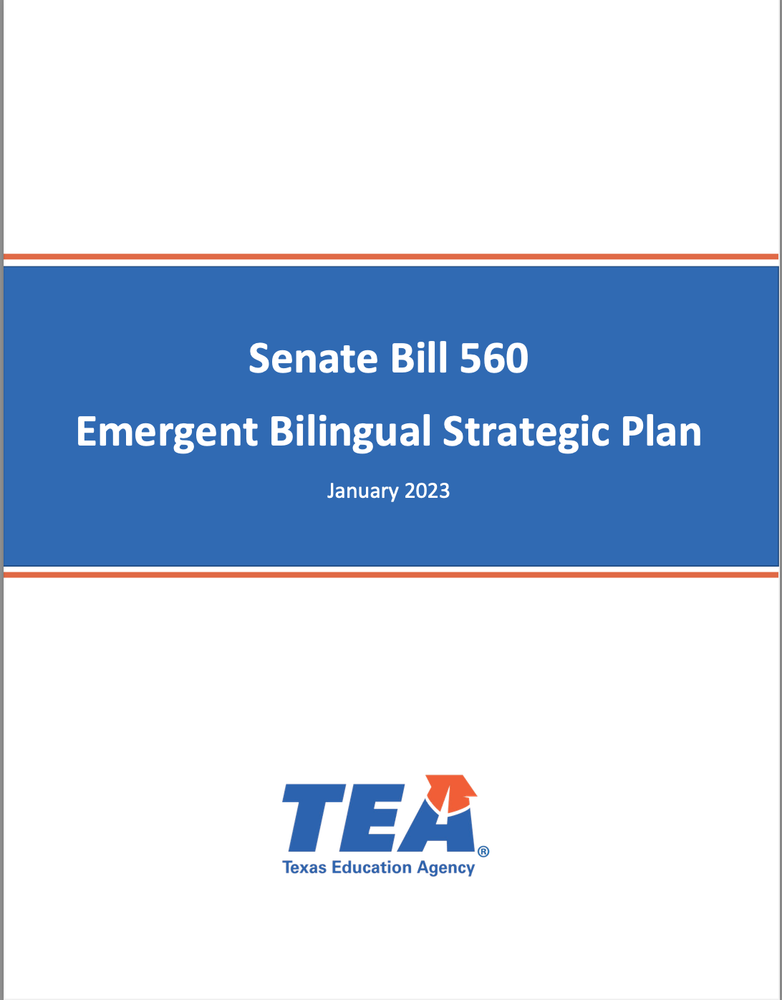 Senate Bill 560
Emergent Bilingual Strategic Plan
January 2023
TEA®
Texas Education Agency